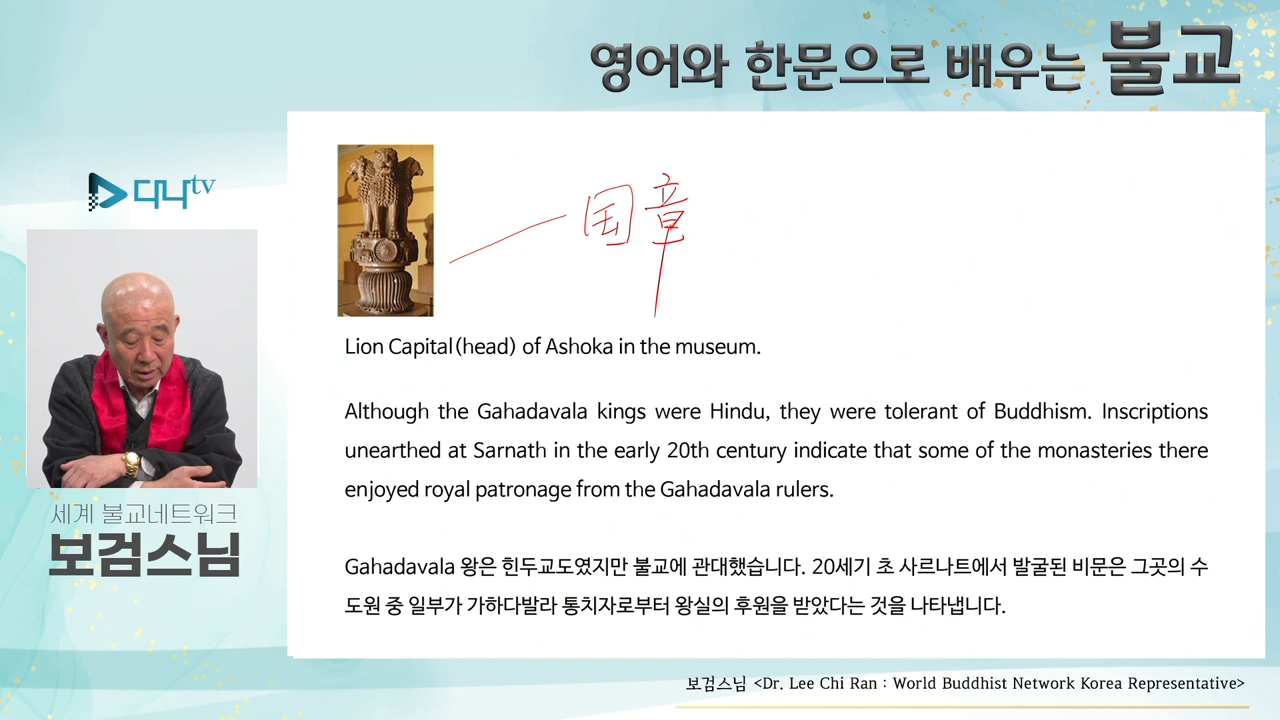 영어와 한문으로 배우는 불교
디나tv
国章
Lion Capital(head) of Ashoka in the museum.
Although the Gahadavala kings were Hindu, they were tolerant of Buddhism. Inscriptions
unearthed at Sarnath in the early 20th century indicate that some of the monasteries there
enjoyed royal patronage from the Gahadavala rulers.
Gahadavala 왕은 힌두교도였지만 불교에 관대했습니다. 20세기 초 사르나트에서 발굴된 비문은 그곳의 수
도원 중 일부가 가하다발라 통치자로부터 왕실의 후원을 받았다는 것을 나타냅니다.
세계 불교네트워크
보검스님
보검스님 <Dr. Lee Chi Ran : World Buddhist Network Korea Representative>